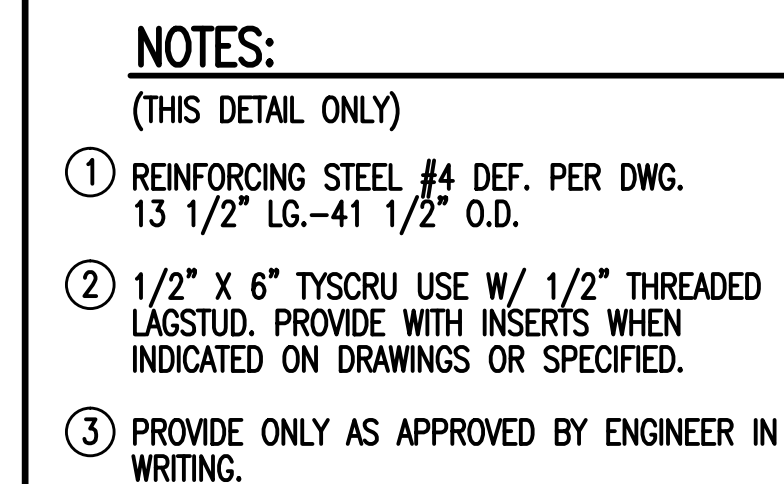 NOTES:
(THIS DETAIL ONLY)
1 REINFORCING STEEL #4 DEF. PER DWG.
13 1/2" LG.-41 1/2" O.D.
2 1/2" X 6" TYSCRU USE W/ 1/2" THREADED
LAGSTUD. PROVIDE WITH INSERTS WHEN
INDICATED ON DRAWINGS OR SPECIFIED.
3 PROVIDE ONLY AS APPROVED BY ENGINEER IN
WRITING.